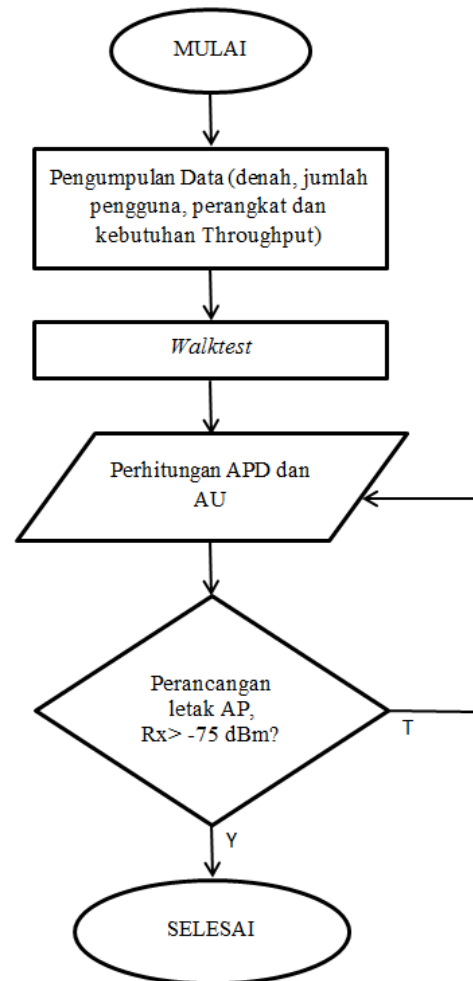 MULAI
Pengumpulan Data (denah, jumlah
pengguna, perangkat dan
kebutuhan Throughput)
Walktest
Perhitungan APD dan
AU
Perancangan
letak AP,
Rx> -75 dBm?
T
Y
SELESAI